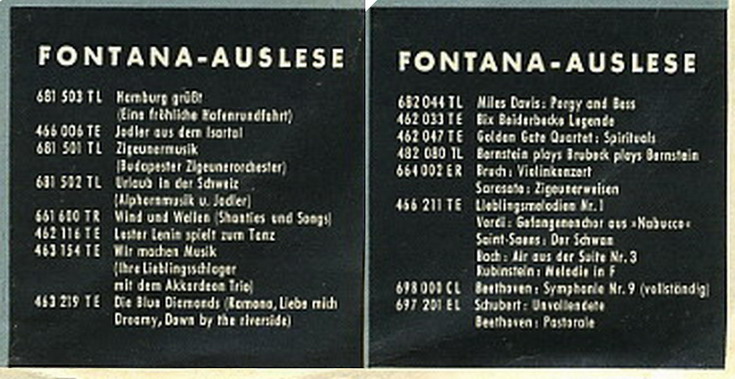 FONTANA-AUSLESE
681 503 TL Hamburg grüßt
(Eine fröhliche Hafenrundfahrt)
466 006 TE Jodler aus dem Isartal
681 501 TL Zigeunermusik
(Budapester Zigeunerorchester)
681 502 TL Urlaub in der Schweiz
(Alphornmusik u. Jodler)
661 600 TR Wind und Wellen (Shanties und Songs)
462 116 TE Lester Lenin spielt zum Tanz
463 154 TE Wir machen Musik
(Ihre Lieblingsschlager
mit dem Akkordeon Trio)
463 219 TE Die Blue Diamonds (Ramona, Liebe mich
Dreamy, Down by the riverside)
FONTANA-AUSLESE
682 044 TL Miles Davis: Porgy and Bess
462 033 TE Bix Beiderbecke Legende
462 047 TE Golden Gate Quartet: Spirituals
482 080 TL Bernstein plays Brubeck plays Bernstein
664 002 ER Bruch: Violinkonzert
Sarasate: Zigeunerweisen
466 211 TE Lieblingsmelodien Nr. 1
Verdi: Gefangenenchor aus »Nabucco«
Saint-Saens: Der Schwan
Bach: Air aus der Suite Nr. 3
Rubinstein: Melodie in F
698 000 CL Beethoven: Symphonie Nr. 9 (vollständig)
697 201 EL Schubert: Unvollendete
Beethoven: Pastorale